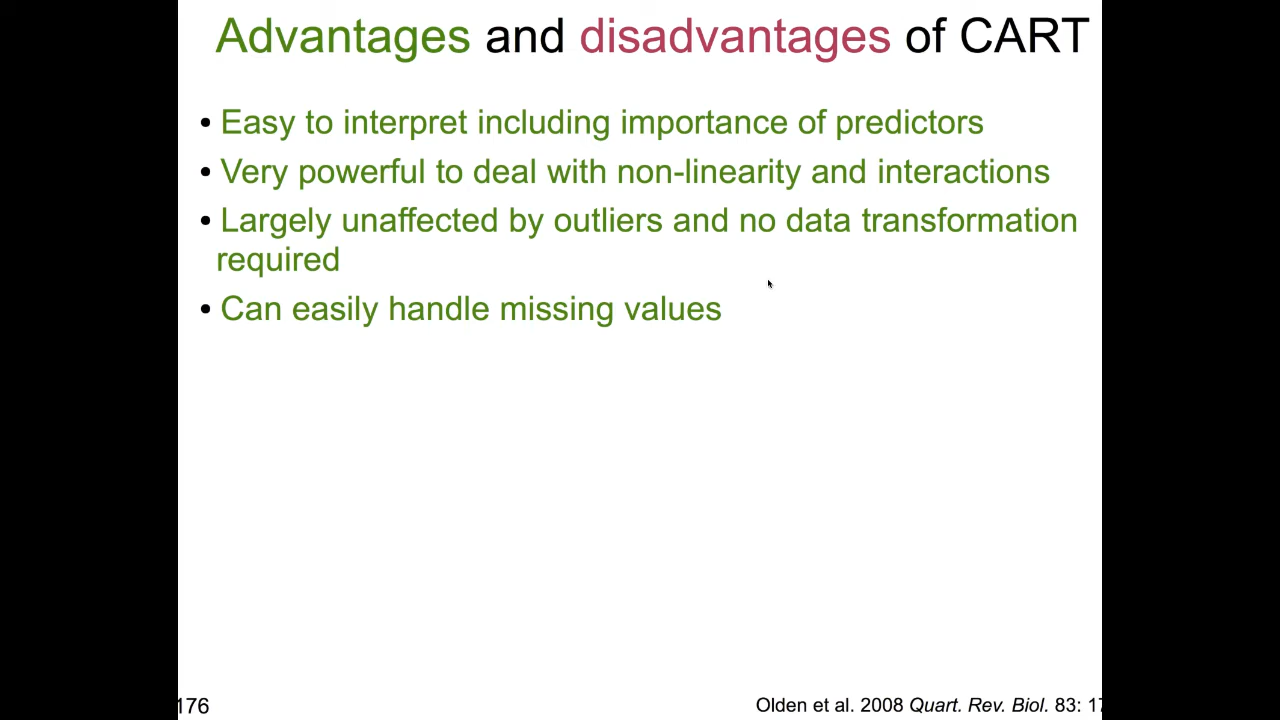 Advantages and disadvantages of CART
• Easy to interpret including importance of predictors
• Very powerful to deal with non-linearity and interactions
• Largely unaffected by outliers and no data transformation
required
• Can easily handle missing values
176
Olden et al. 2008 Quart. Rev. Biol. 83: